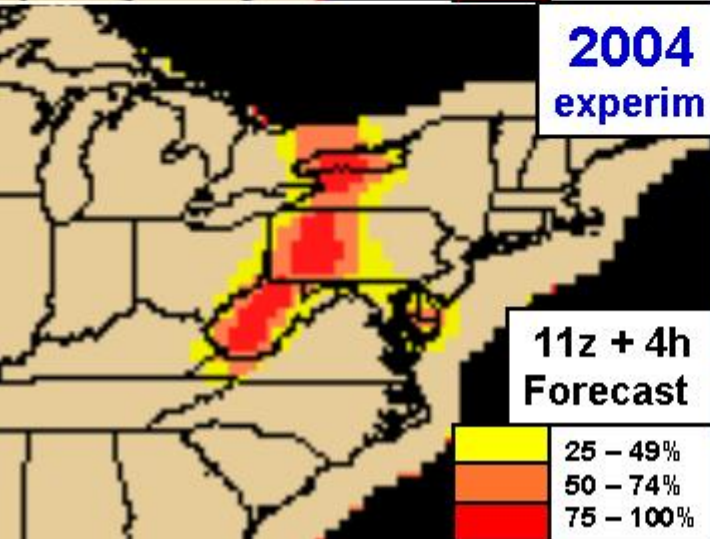 2004
experim
11z + 4h
Forecast
25 – 49%
50 – 74%
75 – 100%